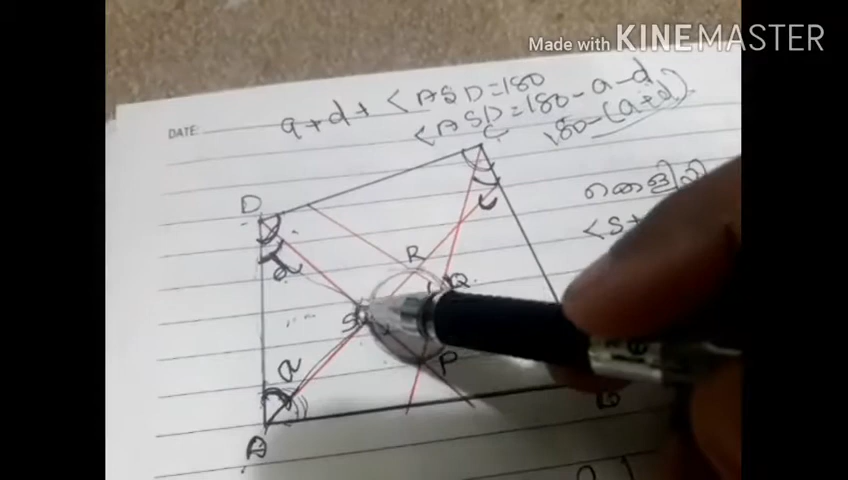 Made with KINEMASTER
DATE:
a+d+<ASD=180
<ASD=180-a-d
180-(a+d)
C
D
തെളിവ്
<S+
c
d
R
Q
S
a
P
B
D